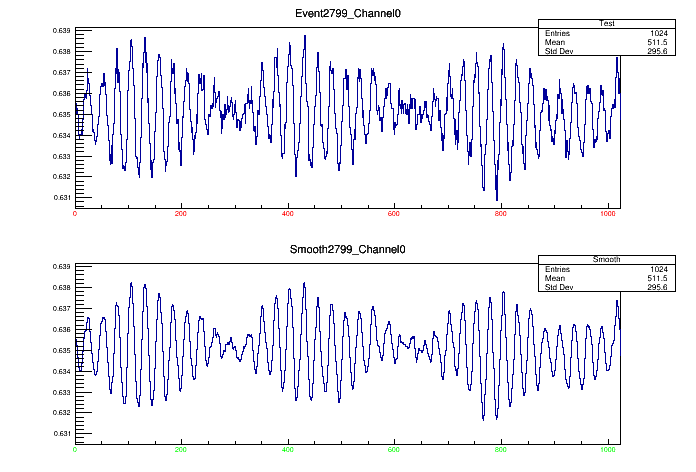 Event2799_Channel0
Test
Entries 1024
Mean 511.5
Std Dev 295.6
0.639
0.638
0.637
0.636
0.635
0.634
0.633
0.632
0.631
0 200 400 600 800 1000
Smooth2799_Channel0
Smooth
Entries 1024
Mean 511.5
Std Dev 295.6
0.639
0.638
0.637
0.636
0.635
0.634
0.633
0.632
0.631
0 200 400 600 800 1000